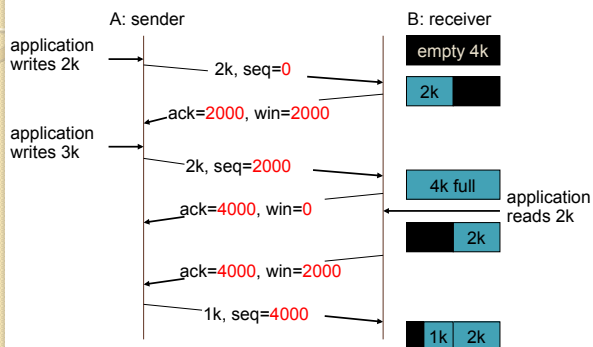 A: sender
B: receiver
application
writes 2k
empty 4k
2k, seq=0
2k
ack=2000, win=2000
application
writes 3k
2k, seq=2000
4k full
ack=4000, win=0
application
reads 2k
2k
ack=4000, win=2000
1k, seq=4000
1k 2k